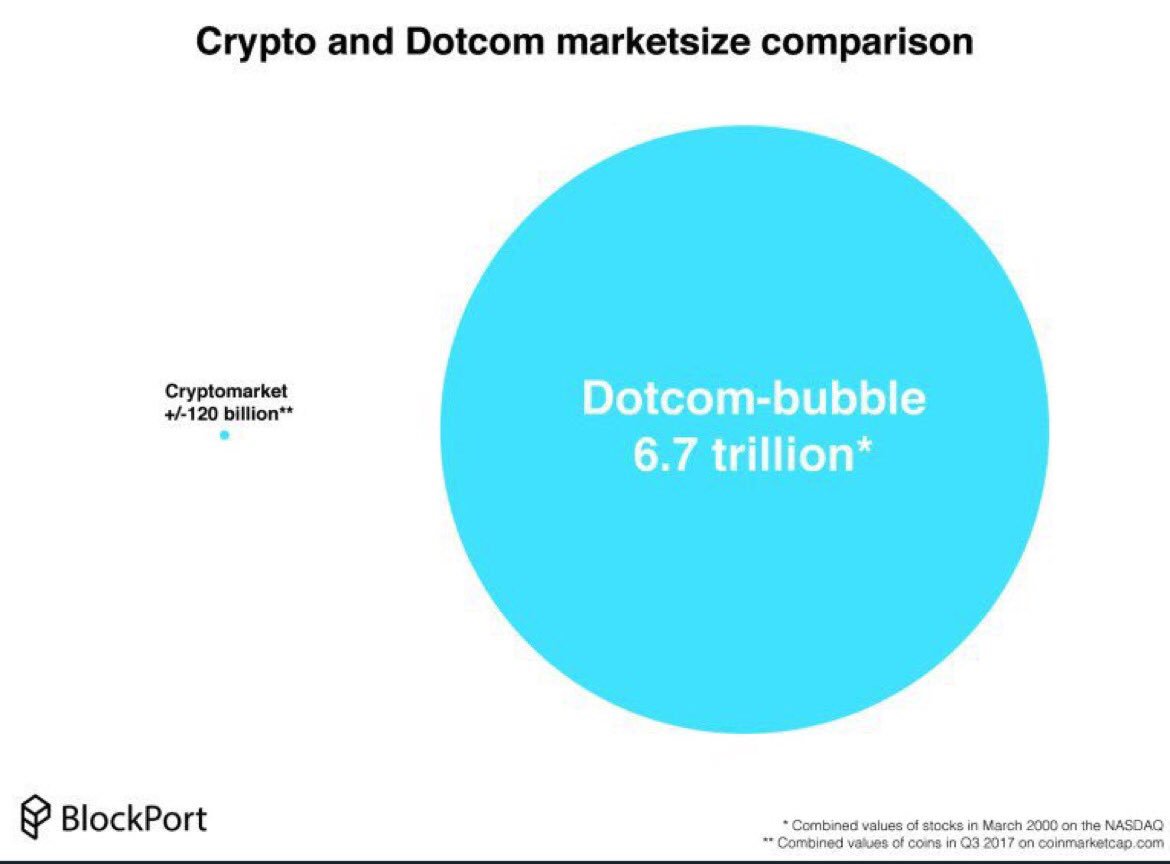 Crypto and Dotcom marketsize comparison
Cryptomarket
+/-120 billion**
Dotcom-bubble
6.7 trillion*
BlockPort
* Combined values of stocks in March 2000 on the NASDAQ
** Combined values of coins in Q3 2017 on coinmarketcap.com